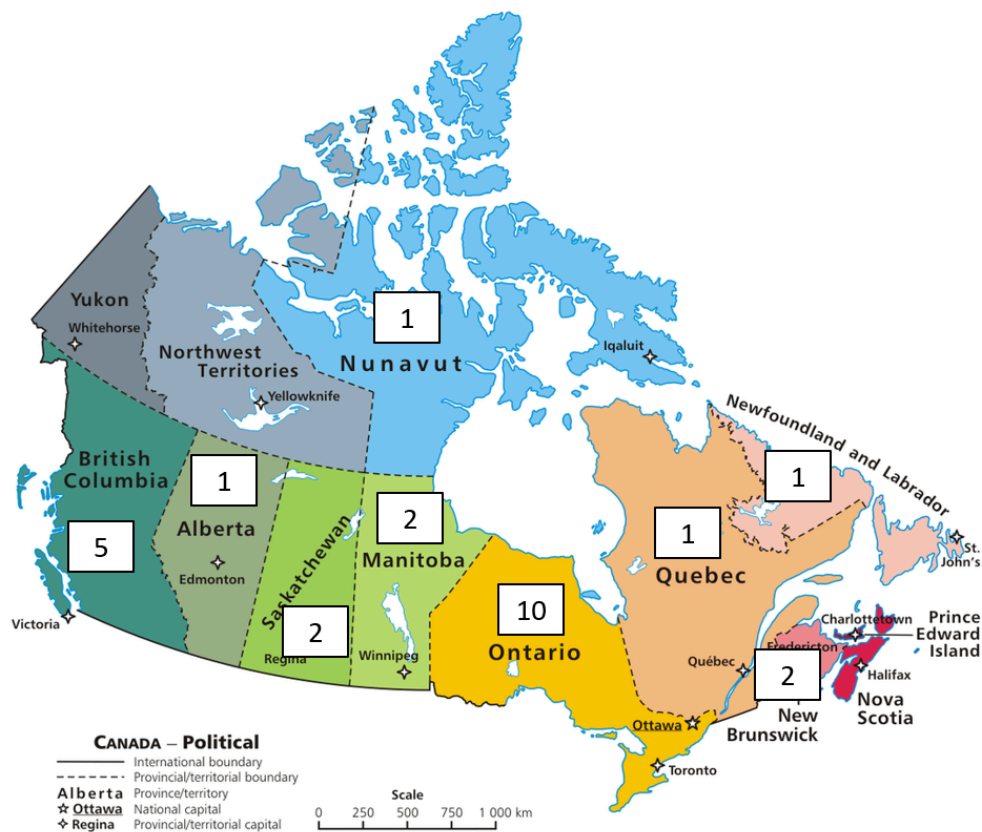 Yukon
Whitehorse
1
Northwest
Territories
Nunavut
Iqaluit
Yellowknife
Newfoundland and Labrador
British
Columbia
1
1
5
Alberta
Edmonton
Saskatchewan
2
Manitoba
1
Quebec
St.
John's
2
Regina
Winnipeg
10
Ontario
Victoria
Charlottetown
Prince
Edward
Island
Fredericton
Québec
2
Halifax
Nova
Scotia
New
Brunswick
Ottawa
Toronto
CANADA – Political
International boundary
Provincial/territorial boundary
Alberta Province/territory
Ottawa National capital
Regina Provincial/territorial capital
Scale
0 250 500 750 1 000 km